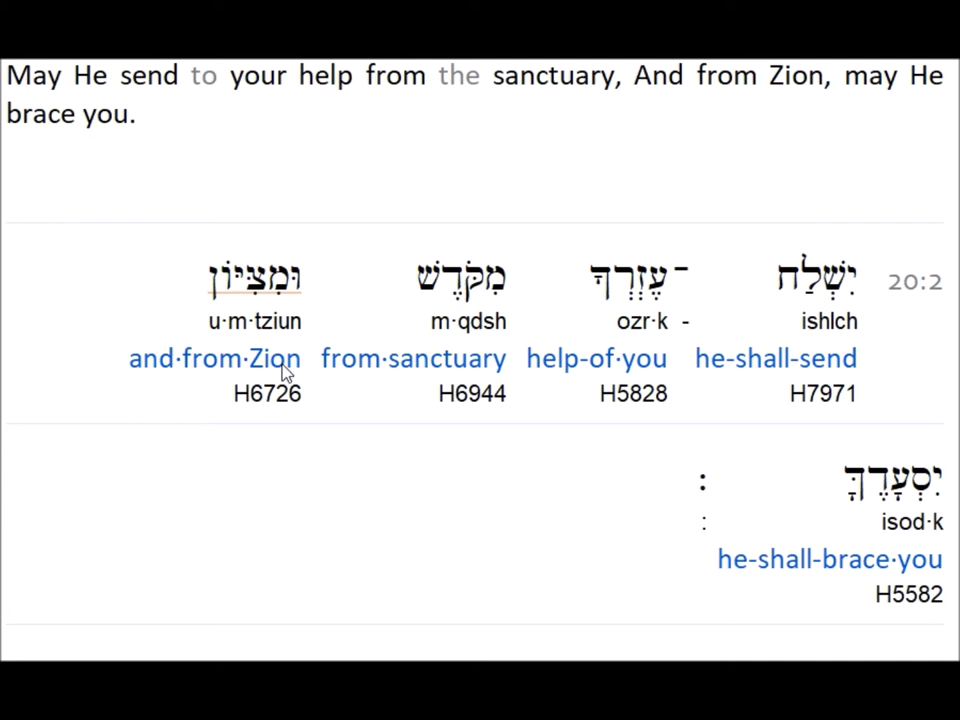 May He send to your help from the sanctuary, And from Zion, may He
brace you.
20:2 יִשְׁלַח ־ עֶזְרְךָ מִקֹּדֶשׁ וּמִצִּיּוֹן
u·m·tziun m·qdsh ozr·k - ishlch
and·from·Zion from·sanctuary help-of·you he-shall-send
H6726 H6944 H5828 H7971
יִסְעָדֶךָּ :
: isod·k
he-shall-brace·you
H5582